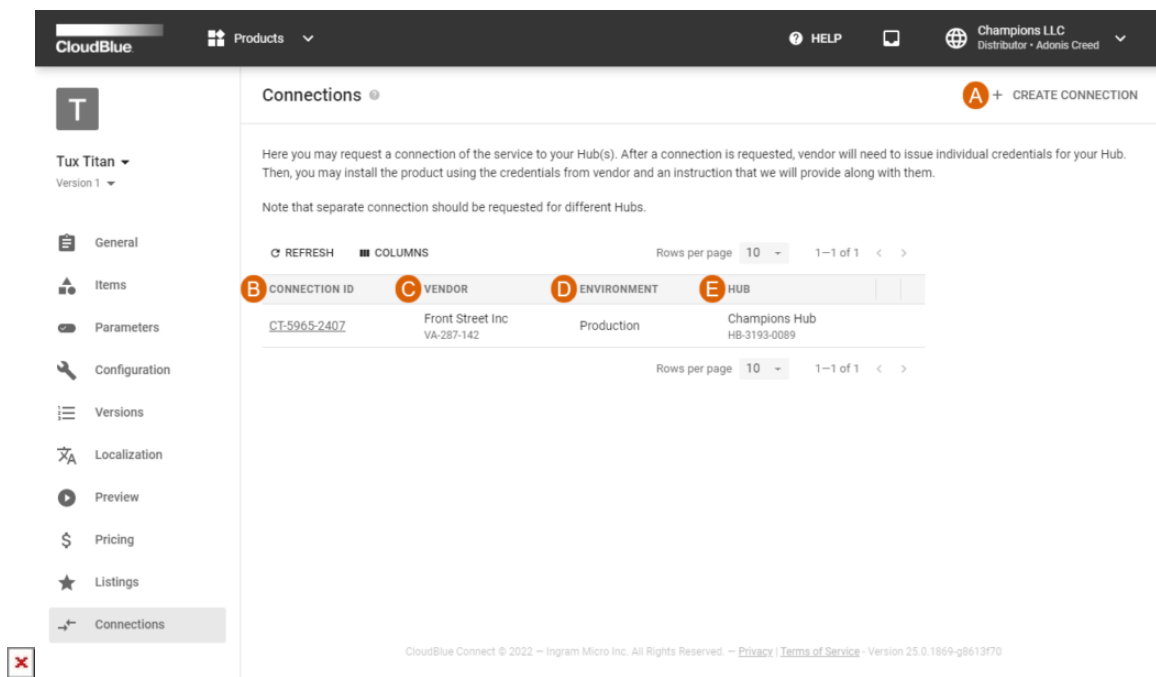 CloudBlue
Products
HELP
Champions LLC
Distributor • Adonis Creed
T
Tux Titan
Version 1
General
Items
Parameters
Configuration
Versions
Localization
Preview
Pricing
Listings
Connections
Connections
A + CREATE CONNECTION
Here you may request a connection of the service to your Hub(s). After a connection is requested, vendor will need to issue individual credentials for your Hub.
Then, you may install the product using the credentials from vendor and an instruction that we will provide along with them.
Note that separate connection should be requested for different Hubs.
REFRESH COLUMNS Rows per page 10 1–1 of 1 < >
B CONNECTION ID C VENDOR D ENVIRONMENT E HUB
CT-5965-2407 Front Street Inc Production Champions Hub
VA-287-142 HB-3193-0089
Rows per page 10 1–1 of 1 < >
CloudBlue Connect © 2022 — Ingram Micro Inc. All Rights Reserved. — Privacy | Terms of Service - Version 25.0.1869-g8613f70